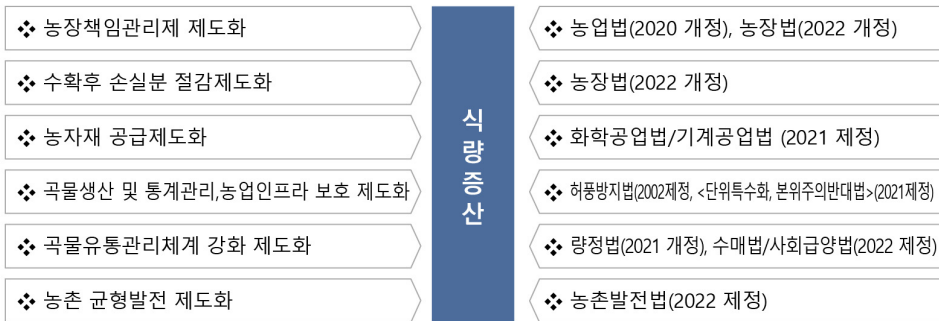 ❖ 농장책임관리제 제도화
❖ 수확후 손실분 절감제도화
❖ 농자재 공급제도화
❖ 곡물생산 및 통계관리,농업인프라 보호 제도화
❖ 곡물유통관리체계 강화 제도화
❖ 농촌 균형발전 제도화
식
량
증
산
❖ 농업법(2020 개정), 농장법(2022 개정)
❖ 농장법(2022 개정)
❖ 화학공업법/기계공업법 (2021 제정)
❖ 허풍방지법(2002제정, <단위특수화, 본위주의반대법>(2021제정)
❖ 량정법(2021 개정), 수매법/사회급양법(2022 제정)
❖ 농촌발전법(2022 제정)